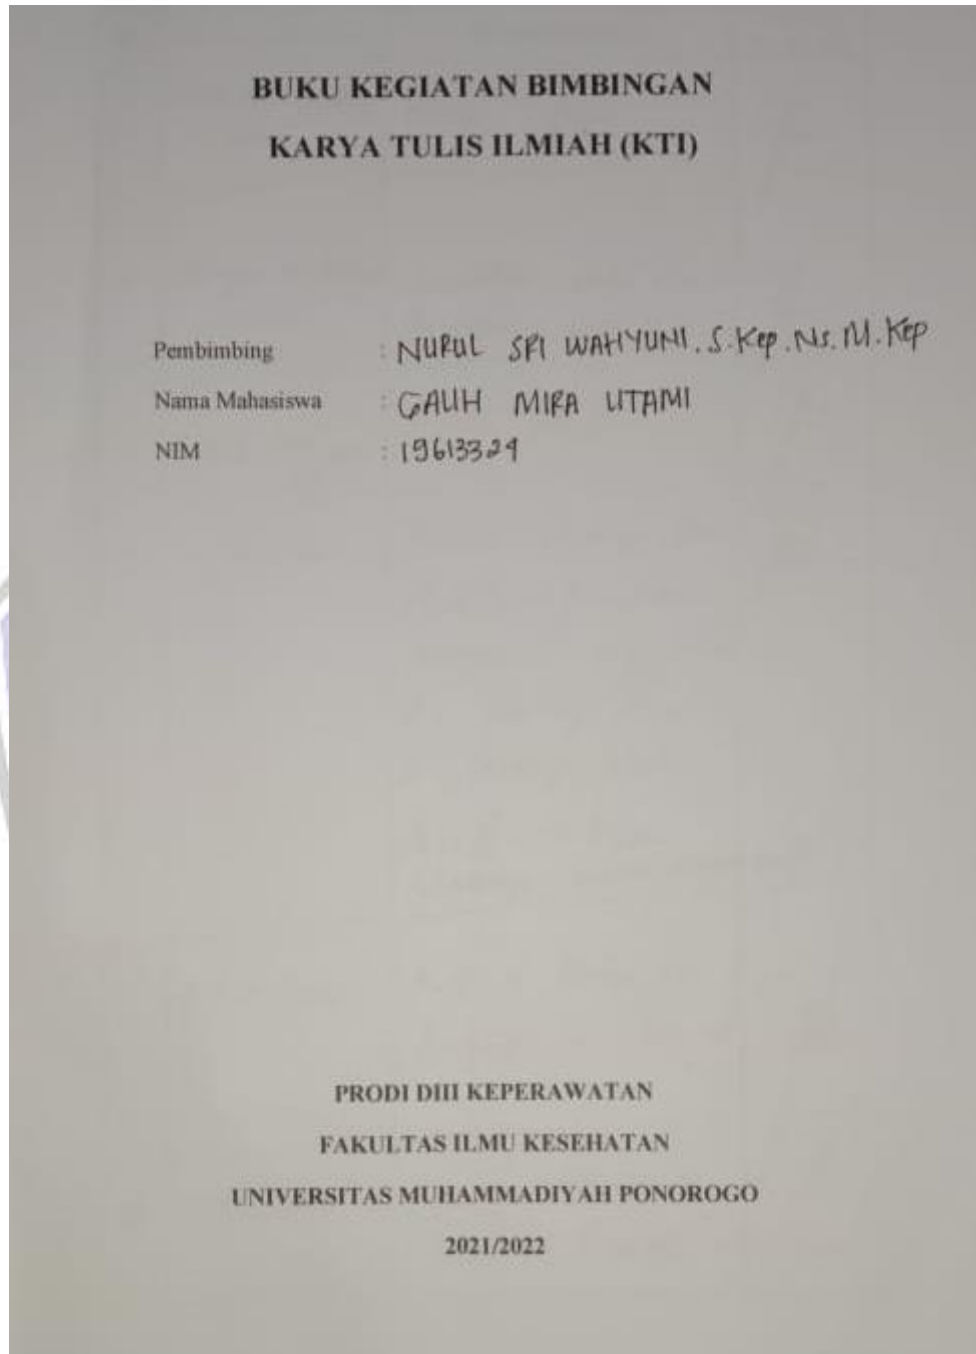 BUKU KEGIATAN BIMBINGAN
KARYA TULIS ILMIAH (KTI)
Pembimbing : NURUL SRI WAHYUNI. S.Kep.Ns.M.Kep
Nama Mahasiswa : GALIH MIRA UTAMI
NIM : 19613324
PRODI DIII KEPERAWATAN
FAKULTAS ILMU KESEHATAN
UNIVERSITAS MUHAMMADIYAH PONOROGO
2021/2022